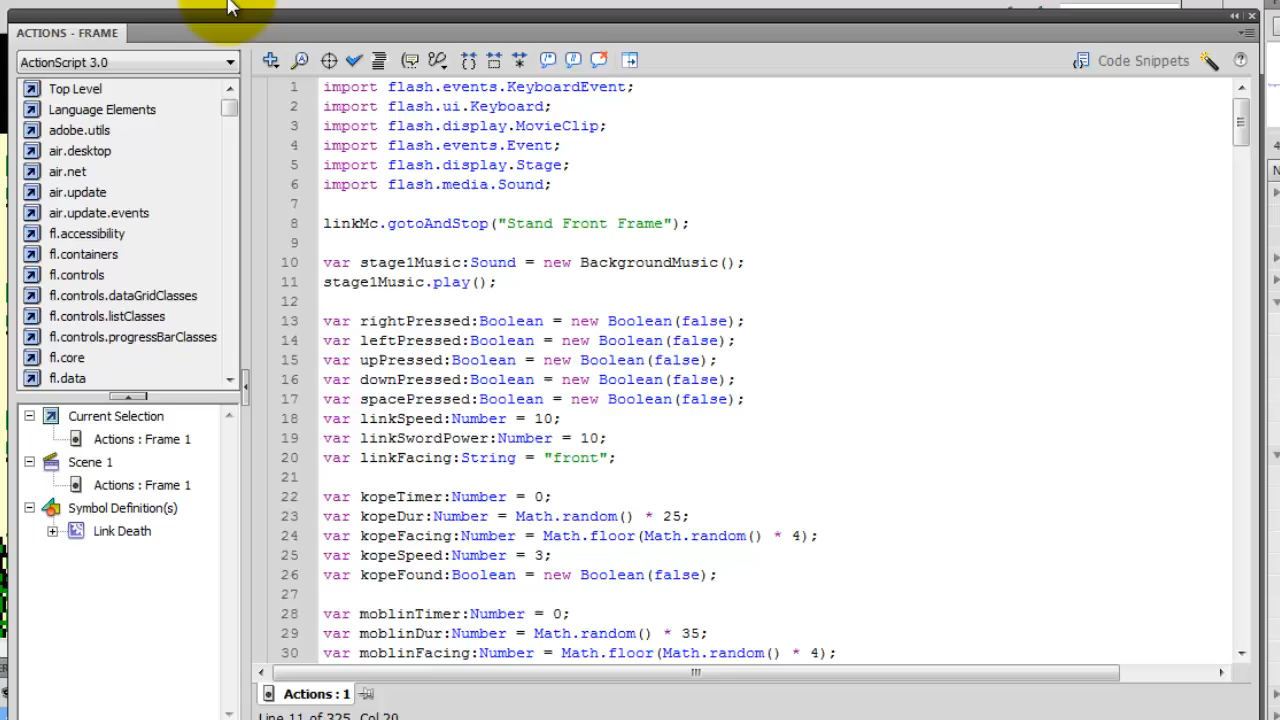 ACTIONS - FRAME
ActionScript 3.0
Code Snippets
Top Level
Language Elements
adobe.utils
air.desktop
air.net
air.update
air.update.events
fl.accessibility
fl.containers
fl.controls
fl.controls.dataGridClasses
fl.controls.listClasses
fl.controls.progressBarClasses
fl.core
fl.data
Current Selection
Actions : Frame 1
Scene 1
Actions : Frame 1
Symbol Definition(s)
Link Death
1 import flash.events.KeyboardEvent;
2 import flash.ui.Keyboard;
3 import flash.display.MovieClip;
4 import flash.events.Event;
5 import flash.display.Stage;
6 import flash.media.Sound;
7
8 linkMc.gotoAndStop("Stand Front Frame");
9
10 var stage1Music:Sound = new BackgroundMusic();
11 stage1Music.play();
12
13 var rightPressed:Boolean = new Boolean(false);
14 var leftPressed:Boolean = new Boolean(false);
15 var upPressed:Boolean = new Boolean(false);
16 var downPressed:Boolean = new Boolean(false);
17 var spacePressed:Boolean = new Boolean(false);
18 var linkSpeed:Number = 10;
19 var linkSwordPower:Number = 10;
20 var linkFacing:String = "front";
21
22 var kopeTimer:Number = 0;
23 var kopeDur:Number = Math.random() * 25;
24 var kopeFacing:Number = Math.floor(Math.random() * 4);
25 var kopeSpeed:Number = 3;
26 var kopeFound:Boolean = new Boolean(false);
27
28 var moblinTimer:Number = 0;
29 var moblinDur:Number = Math.random() * 35;
30 var moblinFacing:Number = Math.floor(Math.random() * 4);
Actions : 1
Line 11 of 325, Col 20